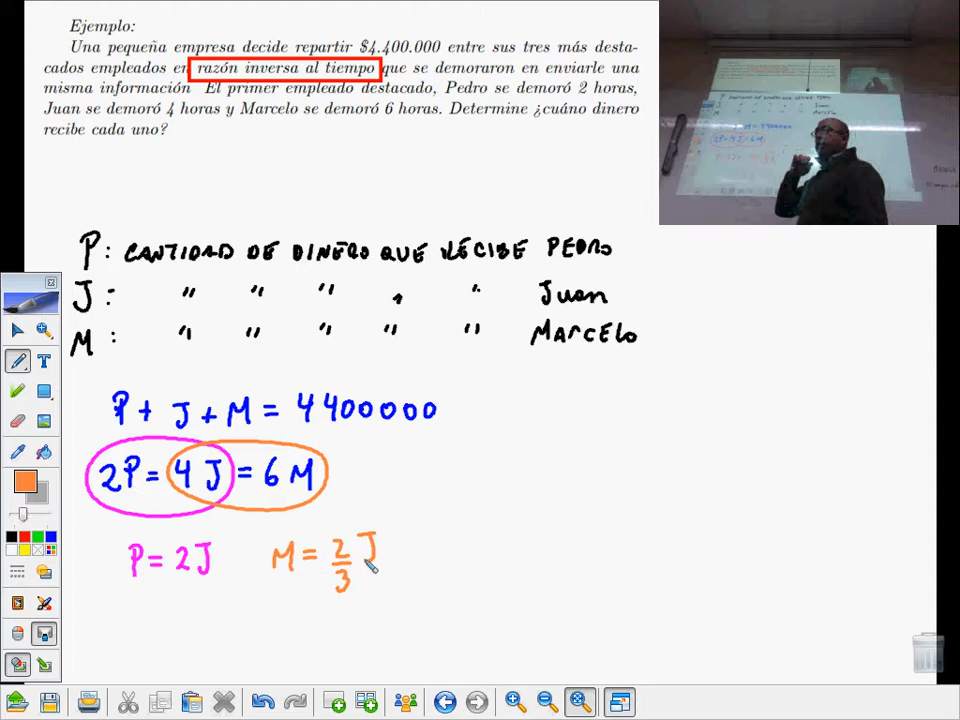 Ejemplo:
Una pequeña empresa decide repartir $4.400.000 entre sus tres más desta-
cados empleados en razón inversa al tiempo que se demoraron en enviarle una
misma información El primer empleado destacado, Pedro se demoró 2 horas,
Juan se demoró 4 horas y Marcelo se demoró 6 horas. Determine ¿cuáno dinero
recibe cada uno?
P: CANTIDAD DE DINERO QUE RECIBE PEDRO
J: " " " " " Juan
M: " " " " " MARCELO
P + J + M = 4400000
2P = 4J = 6M
P = 2J M = 2/3 J